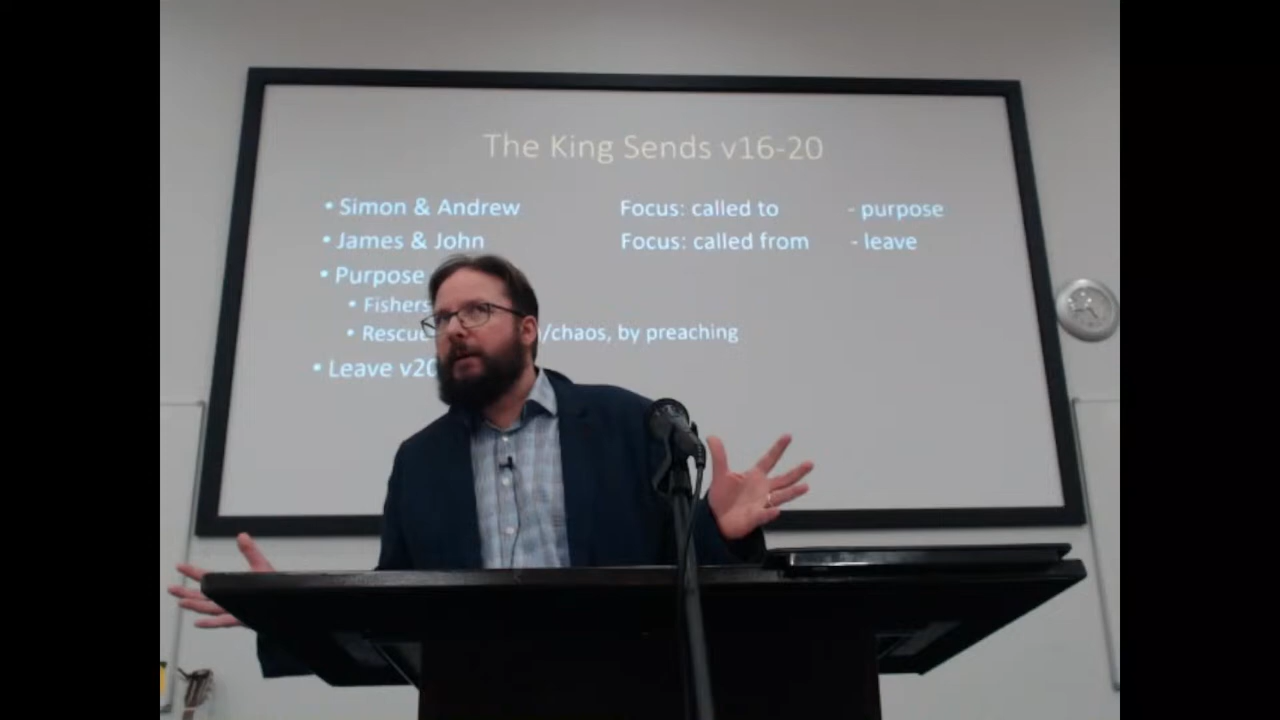 The King Sends v16-20
• Simon & Andrew Focus: called to - purpose
• James & John Focus: called from - leave
• Purpose
• Fishers
• Rescue /chaos, by preaching
• Leave v20